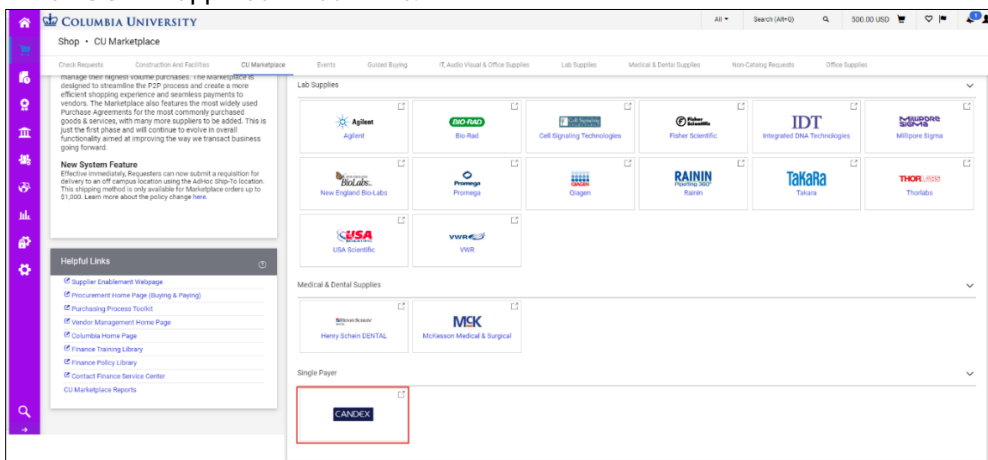 COLUMBIA UNIVERSITY
All
Search (Alt+Q)
500.00 USD
Shop • CU Marketplace
Check Requests
Construction And Facilities
CU Marketplace
Events
Guided Buying
IT, Audio Visual & Office Supplies
Lab Supplies
Medical & Dental Supplies
Non-Catalog Requests
Office Supplies
manage their highest volume purchases. The Marketplace is
designed to streamline the P2P process and create a more
efficient shopping experience and seamless payments to
vendors. The Marketplace also features the most widely used
Purchase Agreements for the most commonly purchased
goods & services, with many more suppliers to be added. This is
just the first phase and will continue to evolve in overall
functionality aimed at improving the way we transact business
going forward.
New System Feature
Effective immediately, Requesters can now submit a requisition for
delivery to an off campus location using the AdHoc Ship-To location.
This shipping method is only available for Marketplace orders up to
$1,000. Learn more about the policy change here.
Helpful Links
Supplier Enablement Webpage
Procurement Home Page (Buying & Paying)
Purchasing Process Toolkit
Vendor Management Home Page
Columbia Home Page
Finance Training Library
Finance Policy Library
Contact Finance Service Center
CU Marketplace Reports
Lab Supplies
Agilent
Agilent
BIO-RAD
Bio-Rad
Cell Signaling
Cell Signaling Technologies
Fisher Scientific
Fisher Scientific
IDT
Integrated DNA Technologies
MILLIPORE SIGMA
Millipore Sigma
BioLabs
New England Bio-Labs
Promega
Promega
QIAGEN
Qiagen
RAININ
Pipetting 360°
Rainin
TaKaRa
Takara
THORLABS
Thorlabs
USA SCIENTIFIC
USA Scientific
vwr
VWR
Medical & Dental Supplies
HENRY SCHEIN
Henry Schein DENTAL
MCK
McKesson Medical & Surgical
Single Payer
CANDEX